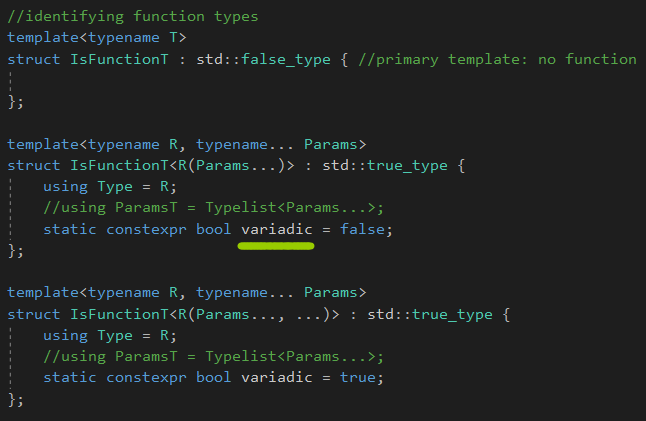 //identifying function types
template<typename T>
struct IsFunctionT : std::false_type { //primary template: no function
};
template<typename R, typename... Params>
struct IsFunctionT<R(Params...)> : std::true_type {
using Type = R;
//using ParamsT = Typelist<Params...>;
static constexpr bool variadic = false;
};
template<typename R, typename... Params>
struct IsFunctionT<R(Params..., ...)> : std::true_type {
using Type = R;
//using ParamsT = Typelist<Params...>;
static constexpr bool variadic = true;
};